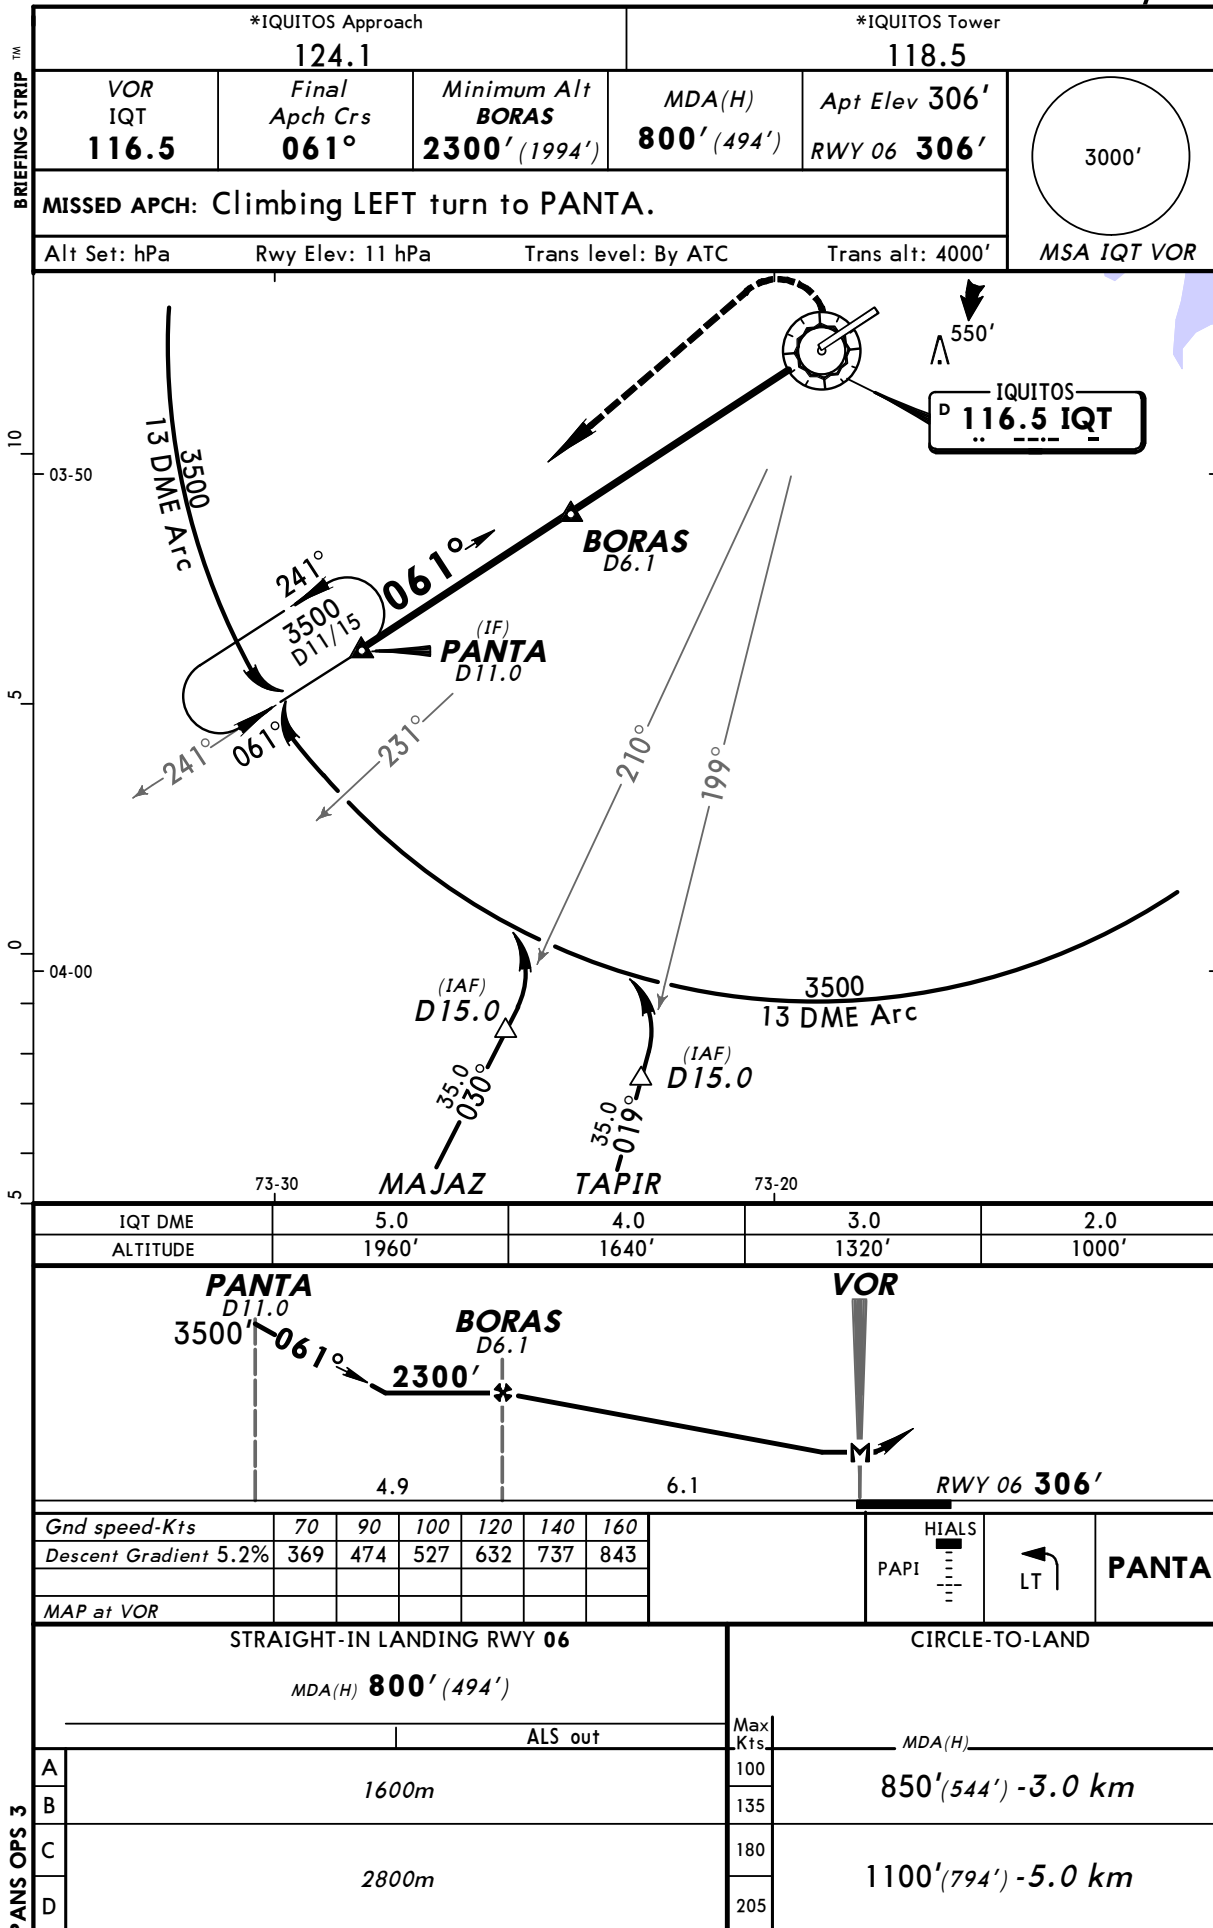 *IQUITOS Approach
124.1
*IQUITOS Tower
118.5
BRIEFING STRIP TM
VOR
IQT
116.5
Final
Apch Crs
061°
Minimum Alt
BORAS
2300' (1994')
MDA(H)
800' (494')
Apt Elev 306'
RWY 06 306'
3000'
MSA IQT VOR
MISSED APCH: Climbing LEFT turn to PANTA.
Alt Set: hPa Rwy Elev: 11 hPa Trans level: By ATC Trans alt: 4000'
550'
IQUITOS
D 116.5 IQT
10
03-50
3500
13 DME Arc
BORAS
D6.1
061°
241°
3500
D11/15
(IF)
PANTA
D11.0
5
241°
061°
231°
210°
199°
0
04-00
(IAF)
D15.0
3500
13 DME Arc
(IAF)
D15.0
35.0
030°
35.0
019°
5
73-30
MAJAZ
TAPIR
73-20
IQT DME 5.0 4.0 3.0 2.0
ALTITUDE 1960' 1640' 1320' 1000'
PANTA
D11.0
3500'
061°
BORAS
D6.1
2300'
VOR
M
4.9
6.1
RWY 06 306'
Gnd speed-Kts 70 90 100 120 140 160
Descent Gradient 5.2% 369 474 527 632 737 843
MAP at VOR
HIALS
PAPI
LT
PANTA
STRAIGHT-IN LANDING RWY 06
MDA(H) 800' (494')
ALS out
CIRCLE-TO-LAND
Max
Kts
MDA(H)
A
B
1600m
100
135
850' (544') -3.0 km
C
D
2800m
180
205
1100' (794') -5.0 km
PANS OPS 3